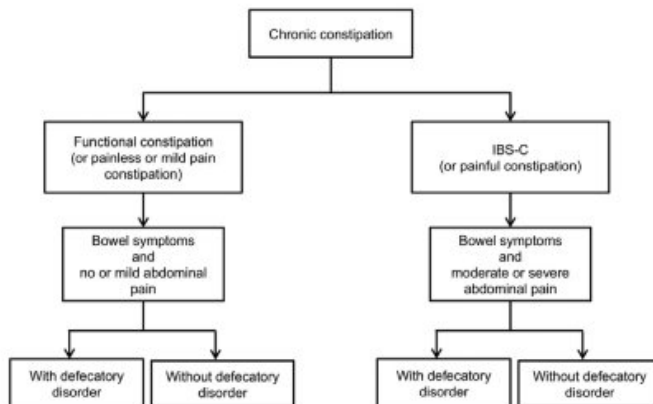 Chronic constipation
Functional constipation
(or painless or mild pain
constipation)
IBS-C
(or painful constipation)
Bowel symptoms
and
no or mild abdominal
pain
Bowel symptoms
and
moderate or severe
abdominal pain
With defecatory
disorder
Without defecatory
disorder
With defecatory
disorder
Without defecatory
disorder